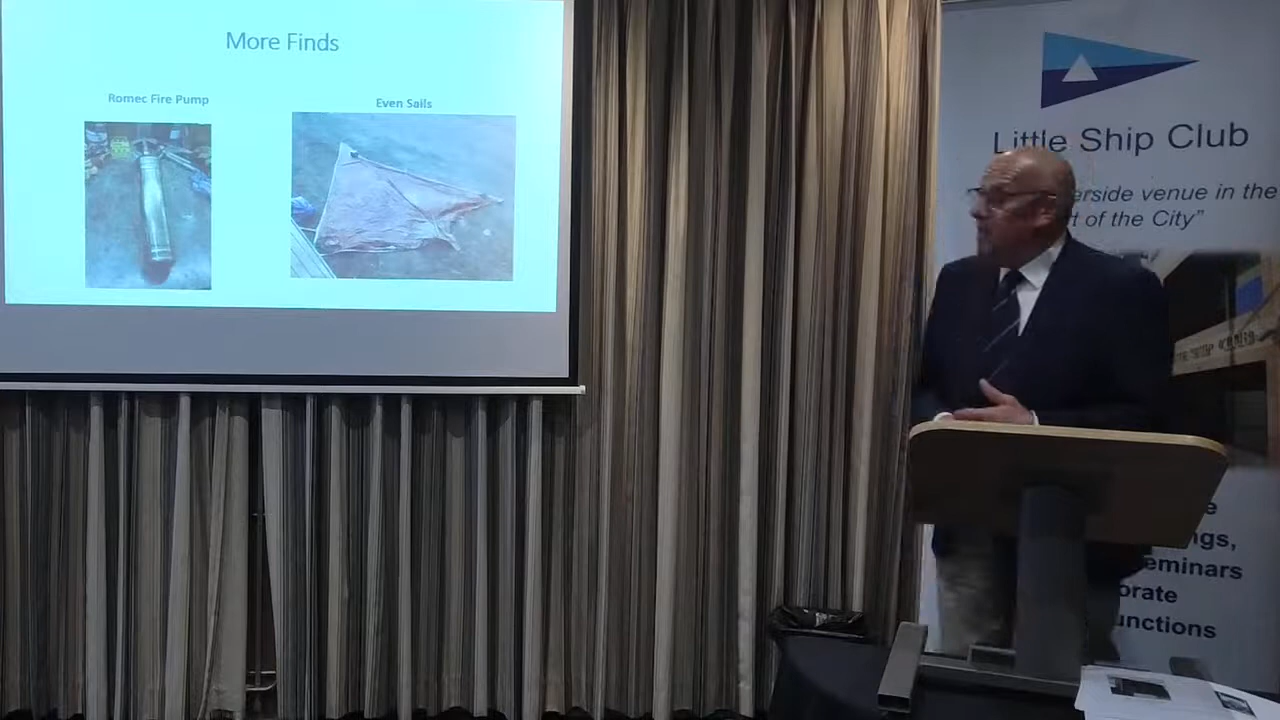 More Finds
Romec Fire Pump
Even Sails
Little Ship Club
erside venue in the
t of the City"
e
ngs,
eminars
orate
unctions